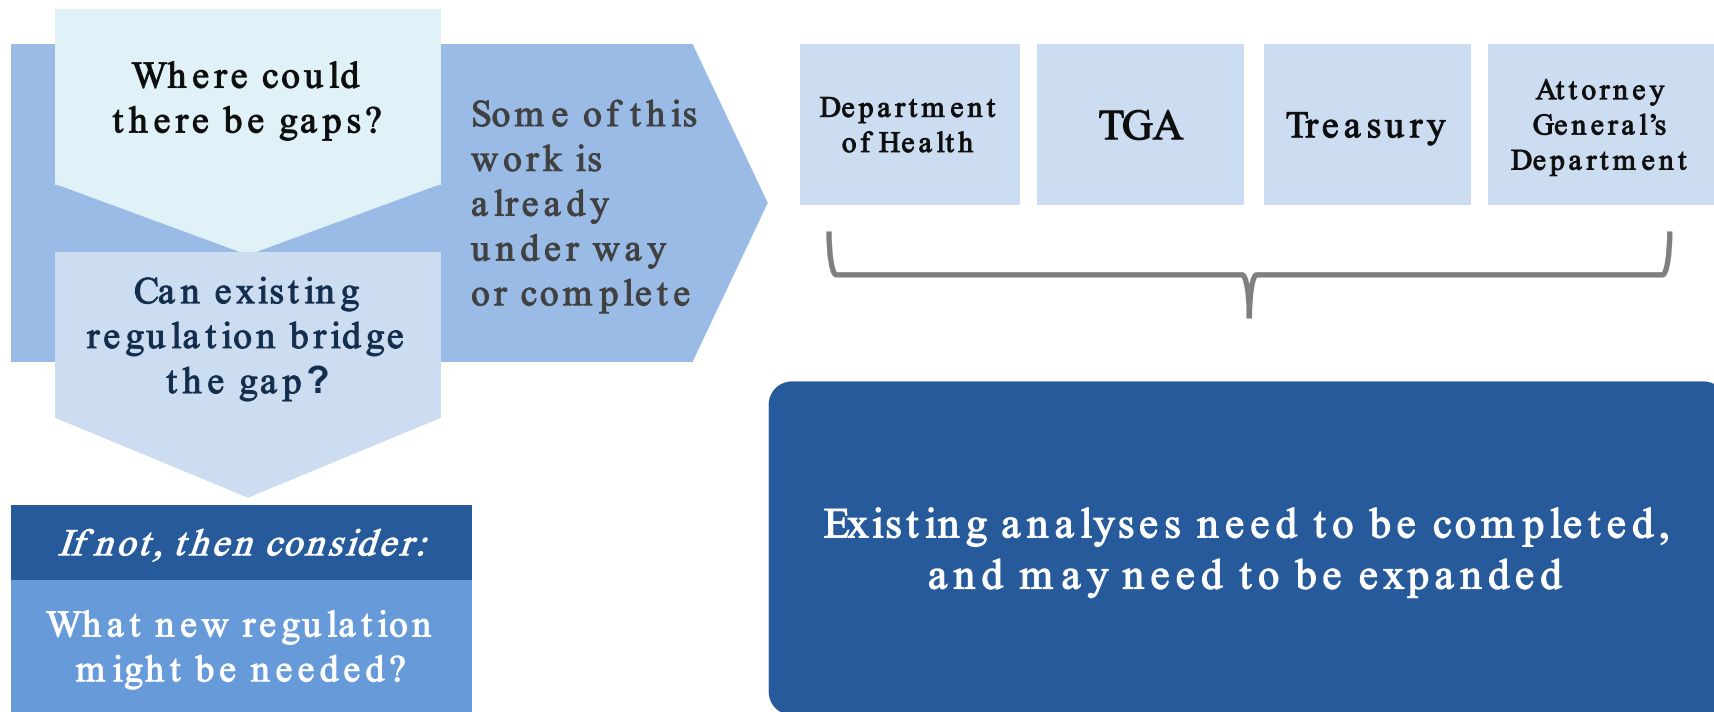 Where could
there be gaps?
Can existing
regulation bridge
the gap?
If not, then consider:
What new regulation
might be needed?
Some of this
work is
already
under way
or complete
Department
of Health
TGA
Treasury
Attorney
General’s
Department
Existing analyses need to be completed,
and may need to be expanded